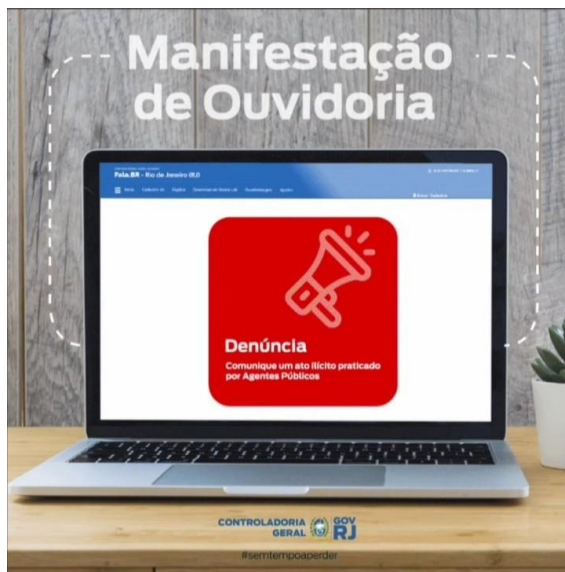 Manifestação
de Ouvidoria
Fala.BR - Rio de Janeiro (RJ)
Denúncia
Comunique um ato ilícito praticado
por Agentes Públicos
CONTROLADORIA
GERAL
GOV
RJ
#semtempoaperder